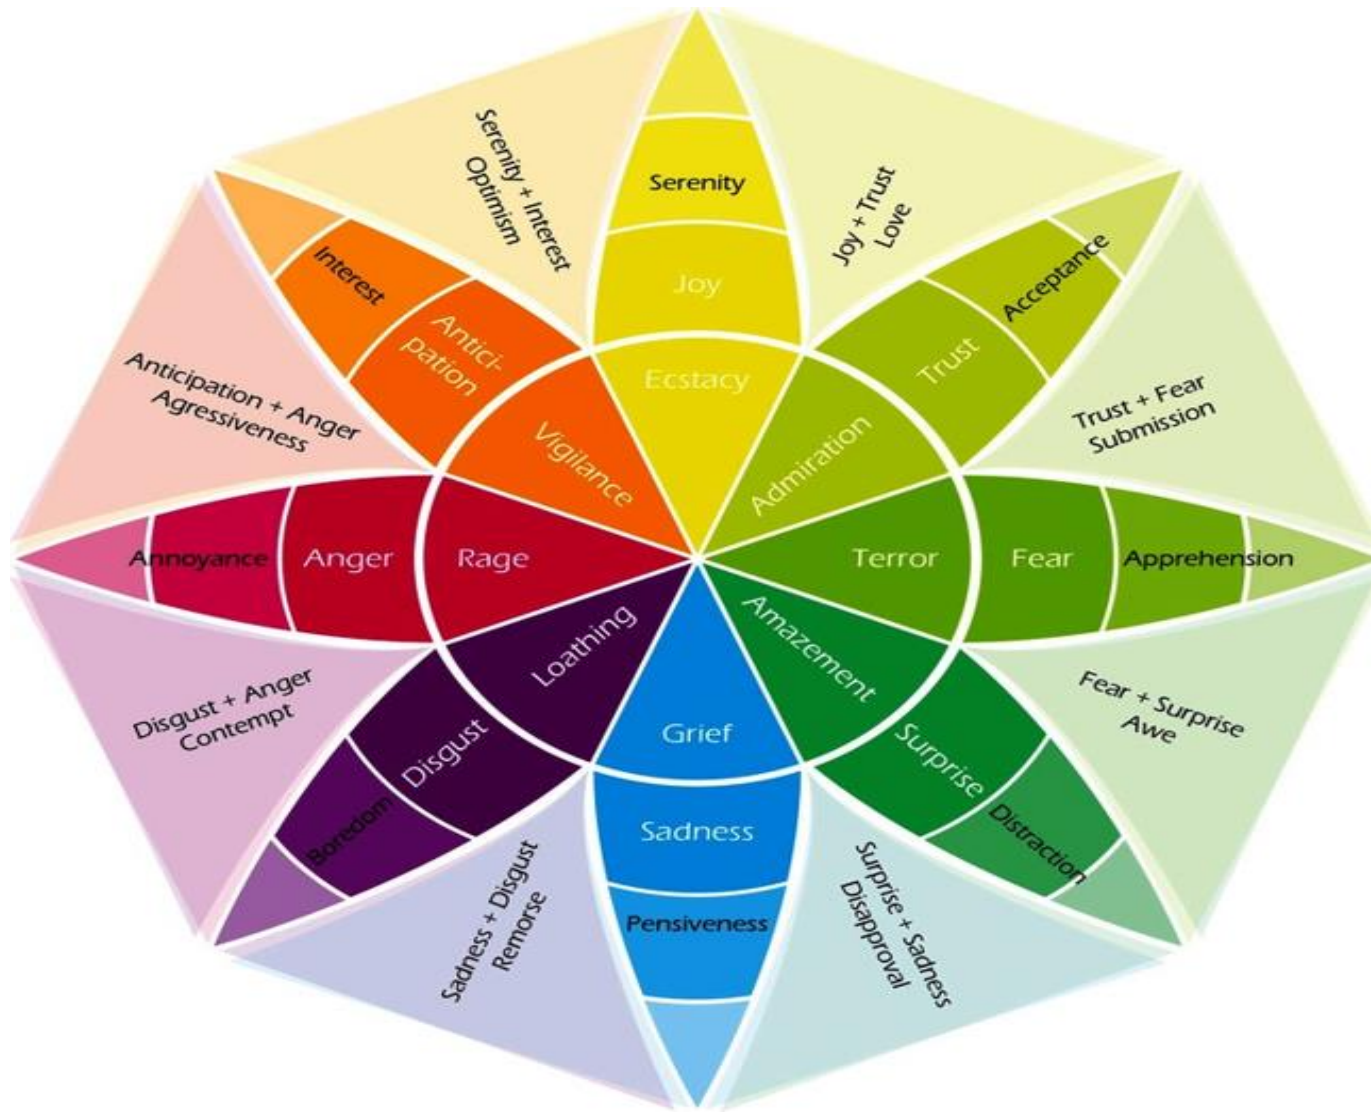 Serenity + Interest
Optimism
Serenity
Joy + Trust
Love
Interest
Joy
Acceptance
Antici-
pation
Trust
Ecstacy
Anticipation + Anger
Agressiveness
Trust + Fear
Submission
Vigilance
Admiration
Annoyance
Anger
Rage
Terror
Fear
Apprehension
Loathing
Amazement
Disgust + Anger
Contempt
Disgust
Grief
Surprise
Fear + Surprise
Awe
Boredom
Sadness
Distraction
Sadness + Disgust
Remorse
Pensiveness
Surprise + Sadness
Disapproval